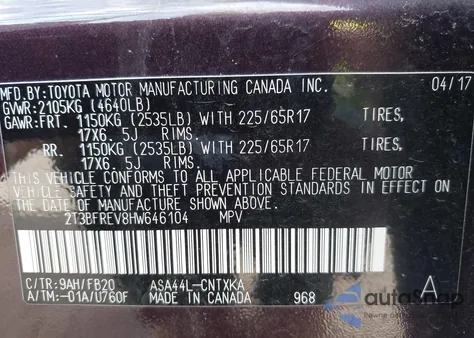 MFD.BY:TOYOTA MOTOR MANUFACTURING CANADA INC. 04/17
GVWR:2105KG (4640LB)
GAWR:FRT. 1150KG (2535LB) WITH 225/65R17 TIRES,
17X6. 5J RIMS.
RR. 1150KG (2535LB) WITH 225/65R17 TIRES,
17X6. 5J RIMS.
THIS VEHICLE CONFORMS TO ALL APPLICABLE FEDERAL MOTOR
VEHICLE SAFETY AND THEFT PREVENTION STANDARDS IN EFFECT ON
THE DATE OF MANUFACTURE SHOWN ABOVE.
2T3BFREV8HW646104 MPV
C/TR:9AH/FB20 ASA44L-CNTXKA A
A/TM:-01A/U760F MADE IN CANADA 968
autoSnap